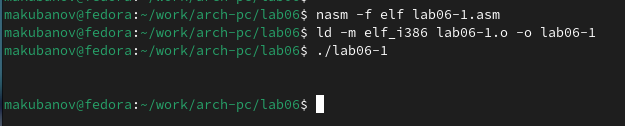 makubanov@fedora:~/work/arch-pc/lab06$ nasm -f elf lab06-1.asm
makubanov@fedora:~/work/arch-pc/lab06$ ld -m elf_i386 lab06-1.o -o lab06-1
makubanov@fedora:~/work/arch-pc/lab06$ ./lab06-1
makubanov@fedora:~/work/arch-pc/lab06$